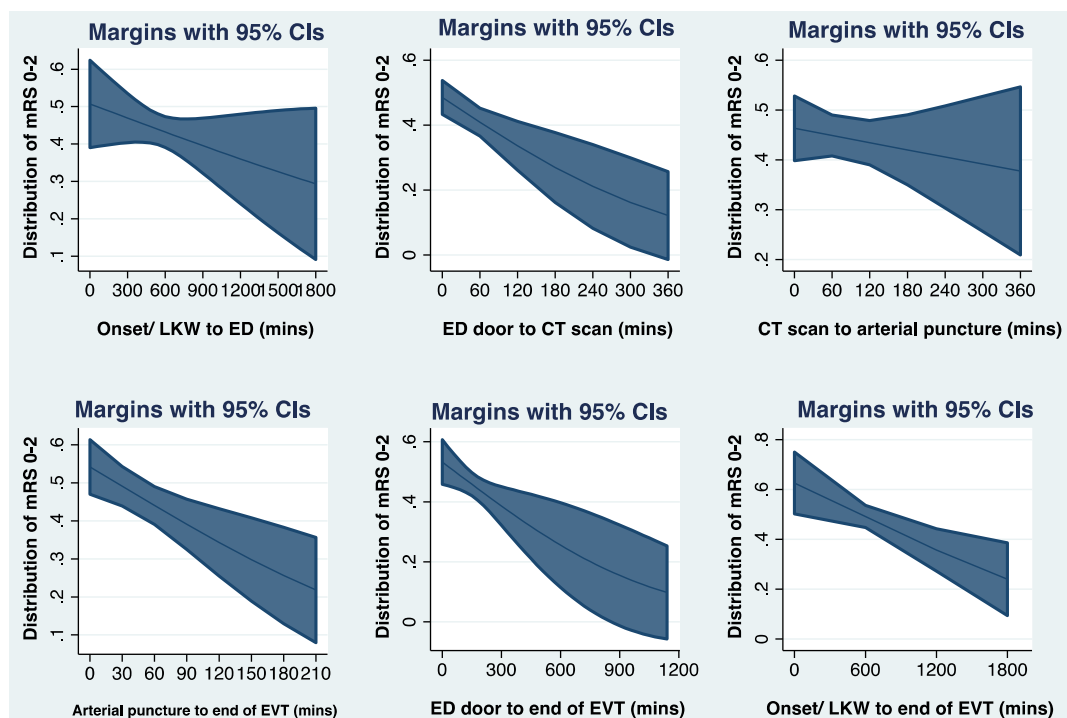 Margins with 95% CIs
Distribution of mRS 0-2
.6
.5
.4
.3
.2
.1
0 300 600 900 1200 1500 1800
Onset/ LKW to ED (mins)
Margins with 95% CIs
Distribution of mRS 0-2
.6
.4
.2
0
0 60 120 180 240 300 360
ED door to CT scan (mins)
Margins with 95% CIs
Distribution of mRS 0-2
.6
.5
.4
.3
.2
0 60 120 180 240 300 360
CT scan to arterial puncture (mins)
Margins with 95% CIs
Distribution of mRS 0-2
.6
.5
.4
.3
.2
.1
0 30 60 90 120 150 180 210
Arterial puncture to end of EVT (mins)
Margins with 95% CIs
Distribution of mRS 0-2
.6
.4
.2
0
0 300 600 900 1200
ED door to end of EVT (mins)
Margins with 95% CIs
Distribution of mRS 0-2
0.8
.6
.4
.2
0
0 600 1200 1800
Onset/ LKW to end of EVT (mins)